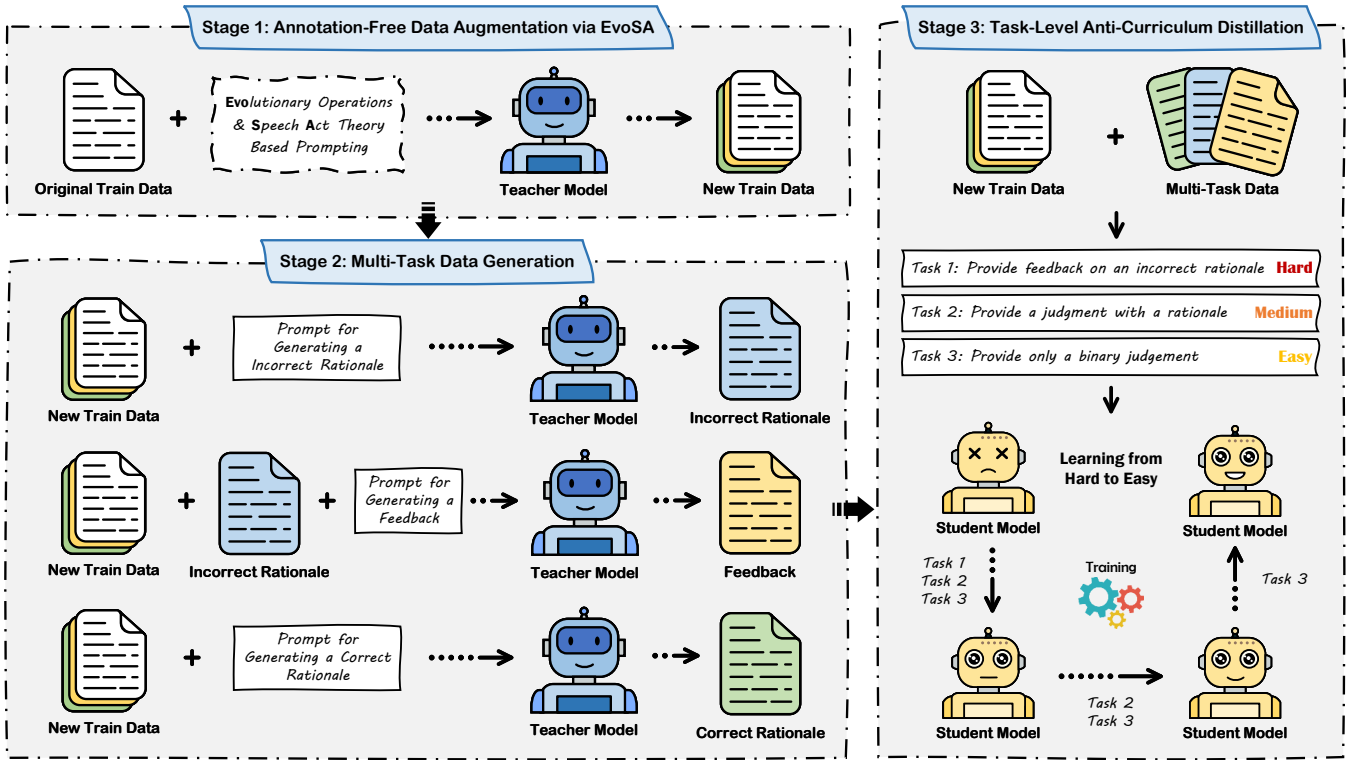 Stage 1: Annotation-Free Data Augmentation via EvoSA
Evolutionary Operations
& Speech Act Theory
Based Prompting
Original Train Data
Teacher Model
New Train Data
Stage 2: Multi-Task Data Generation
Prompt for
Generating a
Incorrect Rationale
New Train Data
Teacher Model
Incorrect Rationale
Prompt for
Generating a
Feedback
New Train Data
Incorrect Rationale
Teacher Model
Feedback
Prompt for
Generating a Correct
Rationale
New Train Data
Teacher Model
Correct Rationale
Stage 3: Task-Level Anti-Curriculum Distillation
New Train Data
Multi-Task Data
Task 1: Provide feedback on an incorrect rationale Hard
Task 2: Provide a judgment with a rationale Medium
Task 3: Provide only a binary judgement Easy
Learning from
Hard to Easy
Student Model
Student Model
Task 1
Task 2
Task 3
Training
Task 3
Task 2
Task 3
Student Model
Student Model